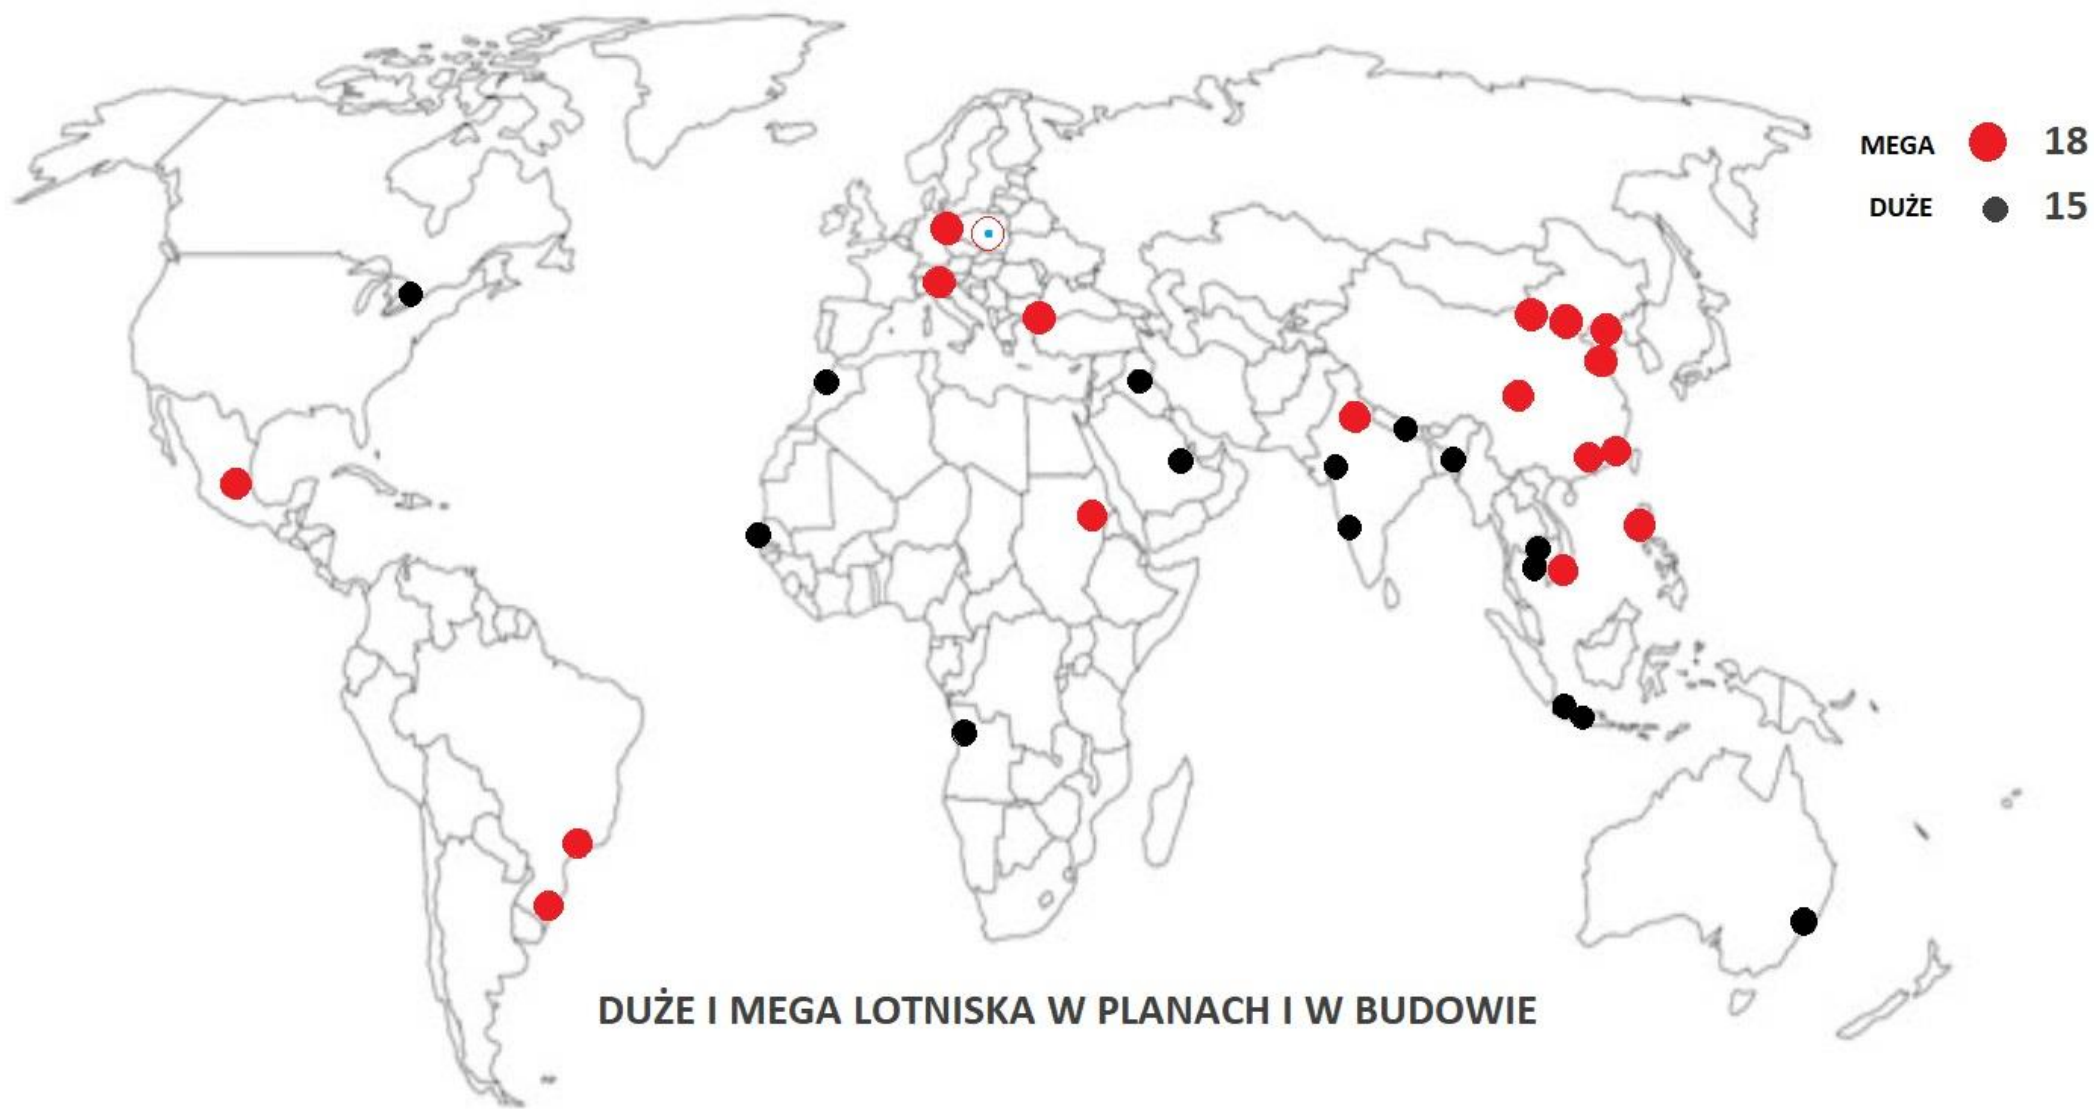 MEGA 18
DUŻE 15
DUŻE I MEGA LOTNISKA W PLANACH I W BUDOWIE